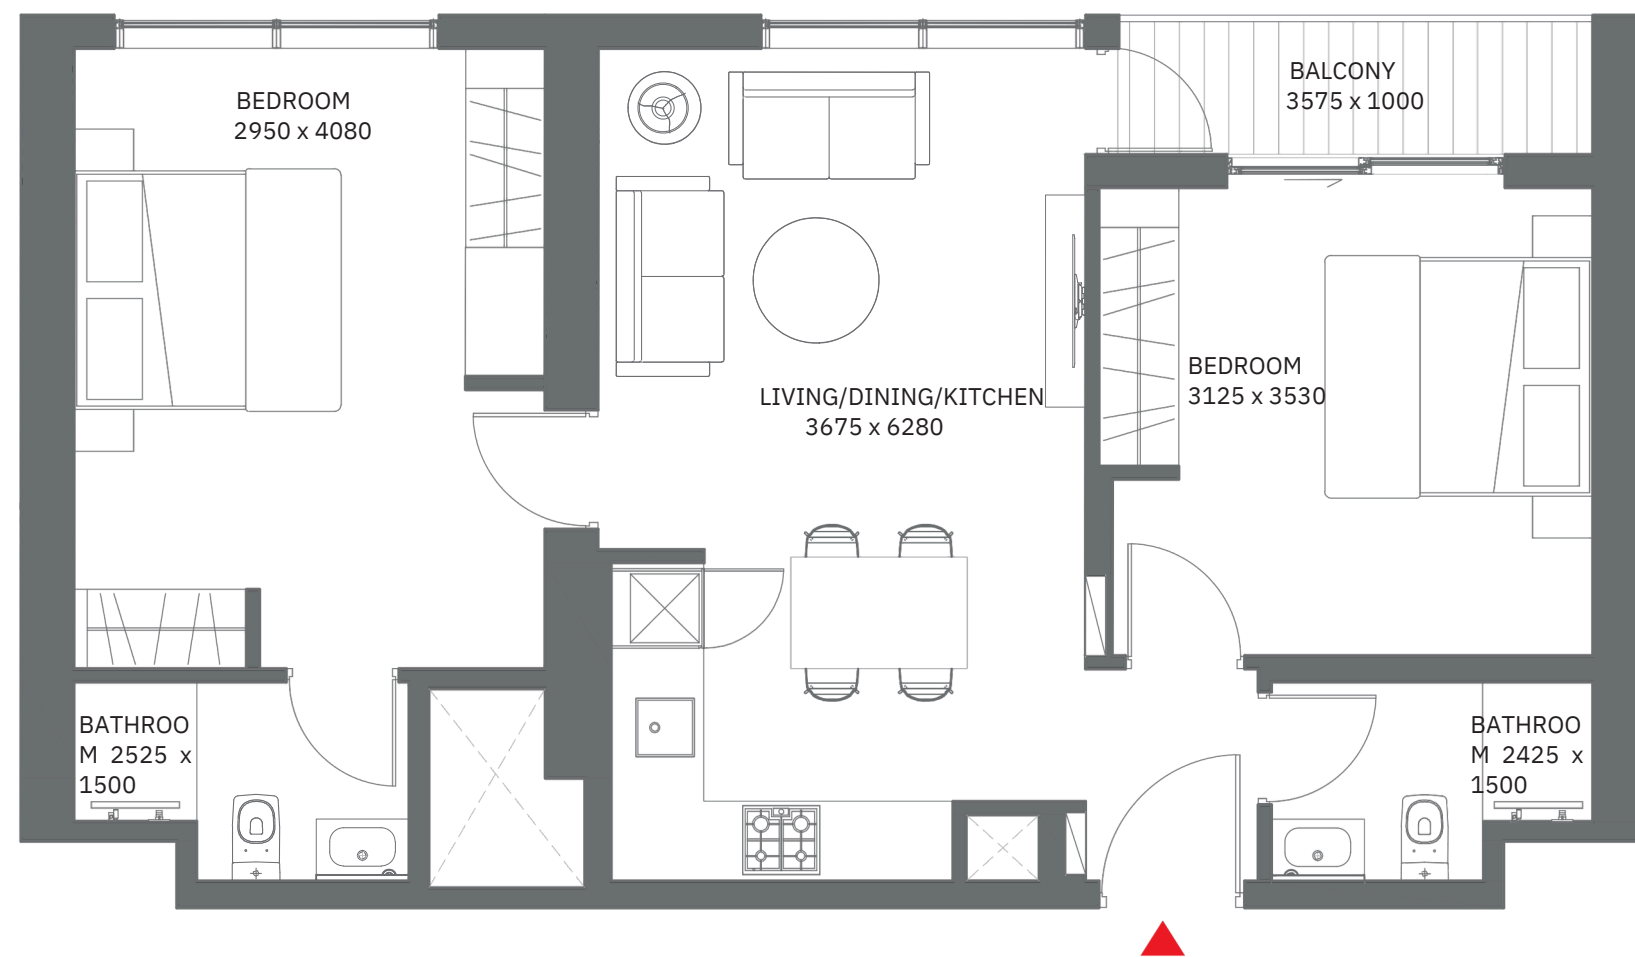 BEDROOM
2950 x 4080
BALCONY
3575 x 1000
LIVING/DINING/KITCHEN
3675 x 6280
BEDROOM
3125 x 3530
BATHROO
M 2525 x
1500
BATHROO
M 2425 x
1500